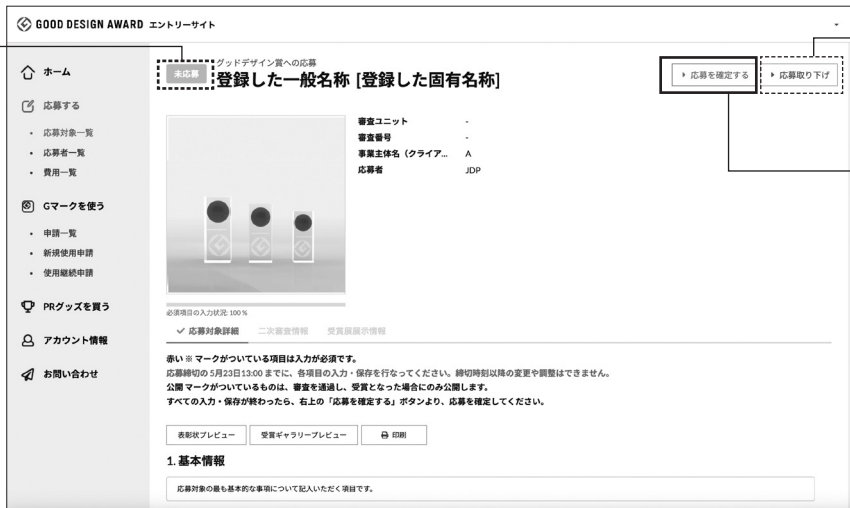 GOOD DESIGN AWARD エントリーサイト
ホーム
応募する
・ 応募対象一覧
・ 応募者一覧
・ 費用一覧
Gマークを使う
・ 申請一覧
・ 新規使用申請
・ 使用継続申請
PRグッズを買う
アカウント情報
お問い合わせ
グッドデザイン賞への応募
未応募
登録した一般名称 [登録した固有名称]
応募を確定する
応募取り下げ
審査ユニット -
審査番号 -
事業主体名（クライア... A
応募者 JDP
必須項目の入力状況: 100 %
応募対象詳細 二次審査情報 受賞展展示情報
赤い ※ マークがついている項目は入力が必須です。
応募締切の 5月23日13:00 までに、各項目の入力・保存を行なってください。締切時刻以降の変更や調整はできません。
公開 マークがついているものは、審査を通過し、受賞となった場合にのみ公開します。
すべての入力・保存が終わったら、右上の「応募を確定する」ボタンより、応募を確定してください。
表彰状プレビュー 受賞ギャラリープレビュー 印刷
1. 基本情報
応募対象の最も基本的な事項について記入いただく項目です。